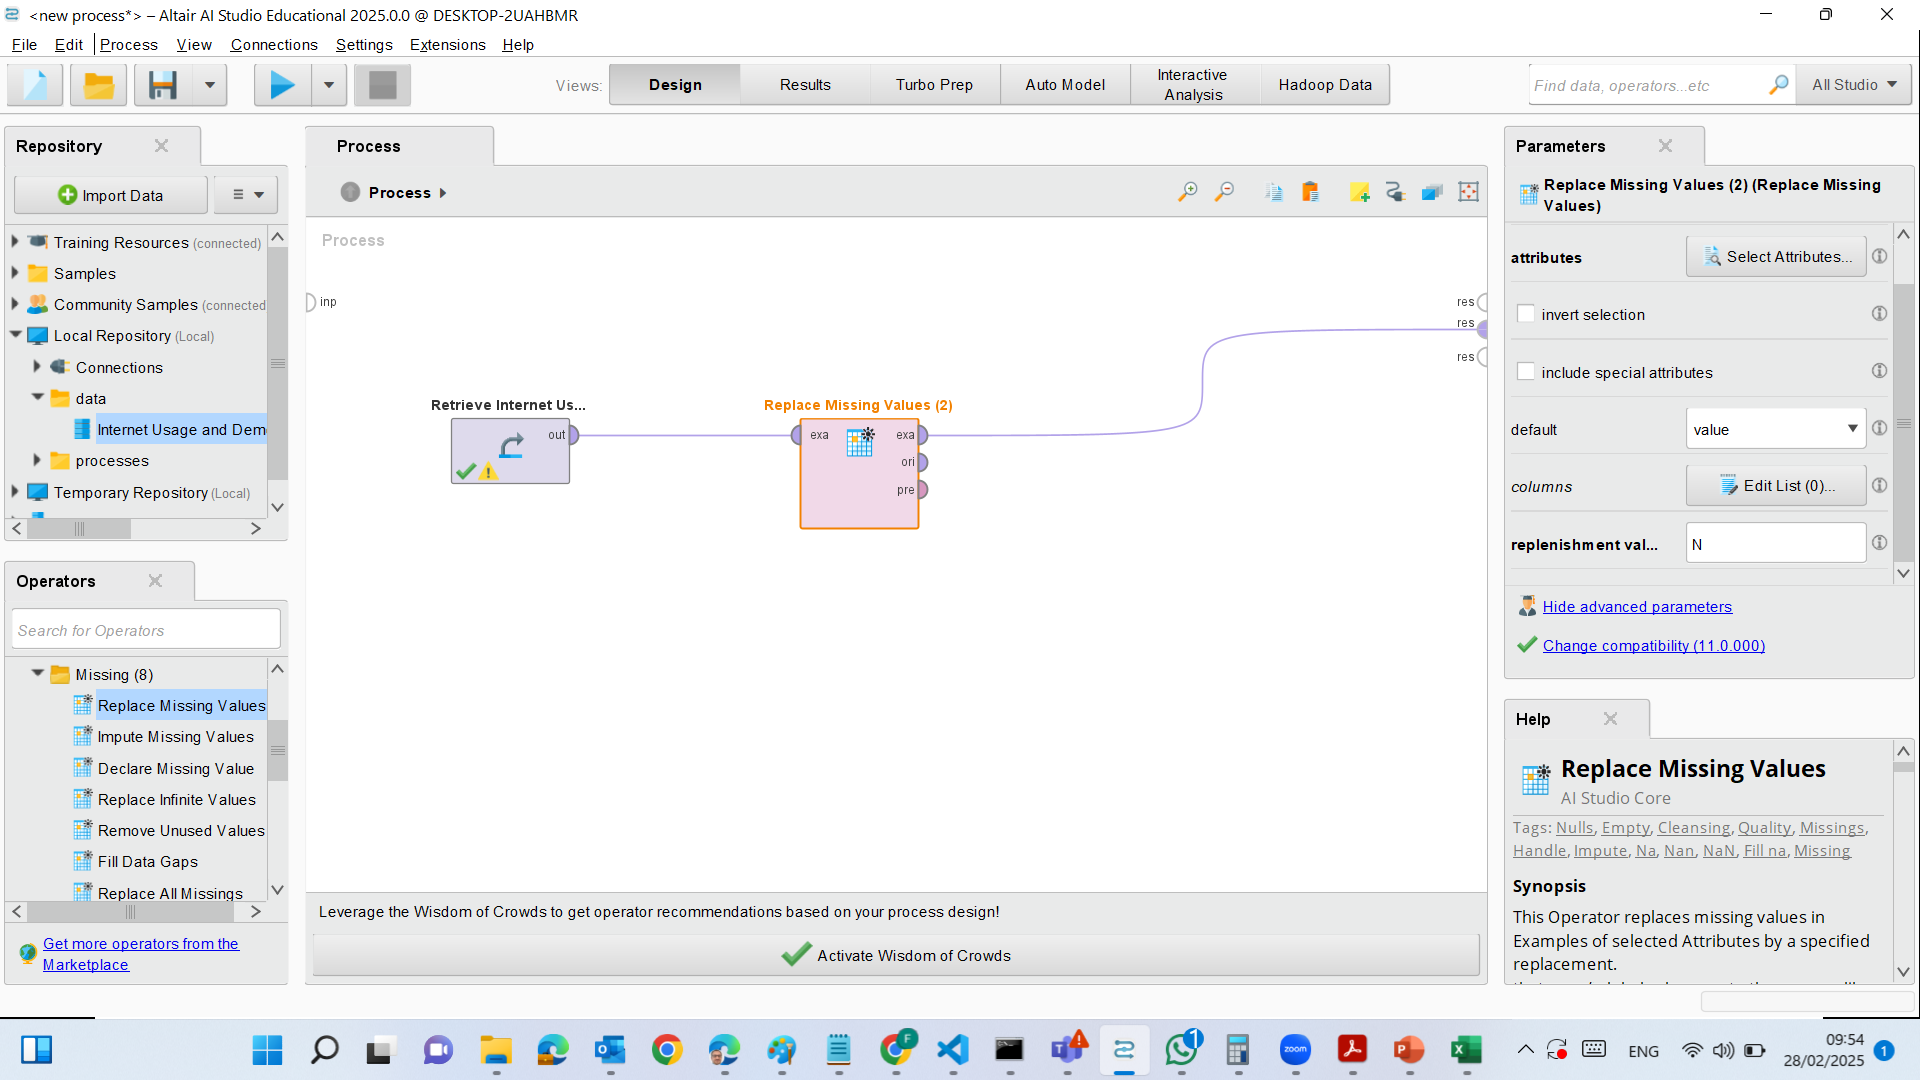 <new process*> – Altair AI Studio Educational 2025.0.0 @ DESKTOP-2UAHBMR
File Edit Process View Connections Settings Extensions Help
Views: Design Results Turbo Prep Auto Model Interactive Analysis Hadoop Data
Find data, operators...etc
All Studio
Repository
Import Data
Training Resources (connected)
Samples
Community Samples (connected
Local Repository (Local)
Connections
data
Internet Usage and Dem
processes
Temporary Repository (Local)
Operators
Search for Operators
Missing (8)
Replace Missing Values
Impute Missing Values
Declare Missing Value
Replace Infinite Values
Remove Unused Values
Fill Data Gaps
Replace All Missings
Get more operators from the
Marketplace
Process
Process
Process
inp
res
res
res
Retrieve Internet Us...
out
Replace Missing Values (2)
exa exa
ori
pre
Leverage the Wisdom of Crowds to get operator recommendations based on your process design!
Activate Wisdom of Crowds
Parameters
Replace Missing Values (2) (Replace Missing
Values)
attributes Select Attributes...
invert selection
include special attributes
default value
columns Edit List (0)...
replenishment val... N
Hide advanced parameters
Change compatibility (11.0.000)
Help
Replace Missing Values
AI Studio Core
Tags: Nulls, Empty, Cleansing, Quality, Missings,
Handle, Impute, Na, Nan, NaN, Fill na, Missing
Synopsis
This Operator replaces missing values in
Examples of selected Attributes by a specified
replacement.
F
1
zoom
ENG
09:54
28/02/2025
1